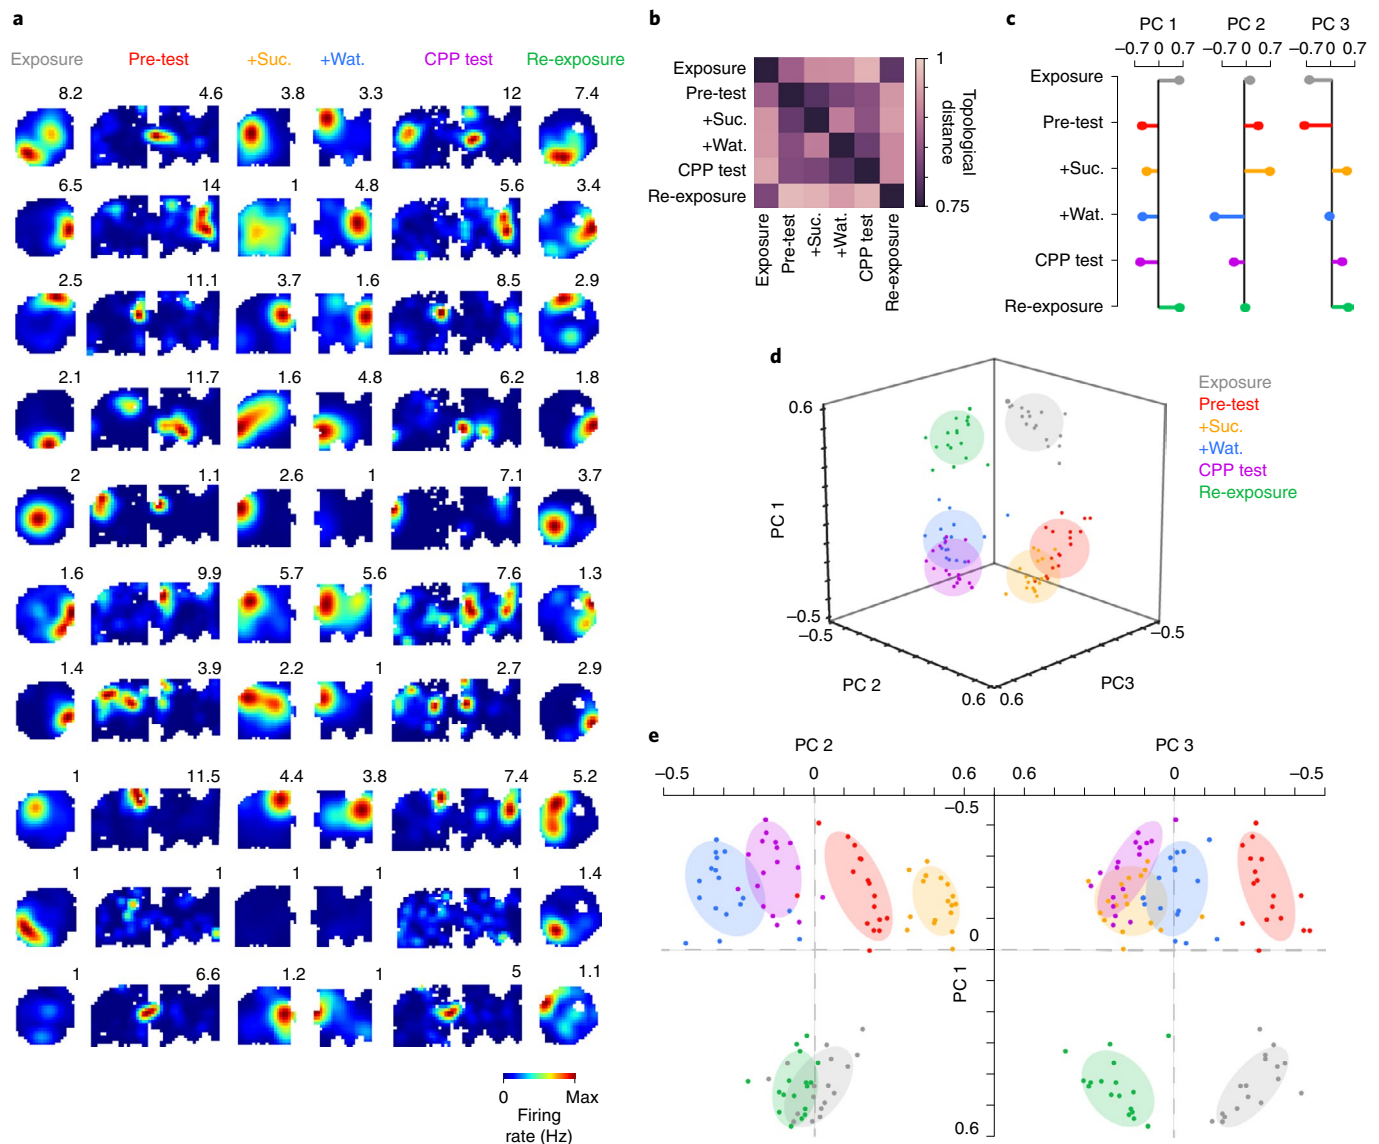 a
Exposure Pre-test +Suc. +Wat. CPP test Re-exposure
8.2 4.6 3.8 3.3 12 7.4
6.5 14 1 4.8 5.6 3.4
2.5 11.1 3.7 1.6 8.5 2.9
2.1 11.7 1.6 4.8 6.2 1.8
2 1.1 2.6 1 7.1 3.7
1.6 9.9 5.7 5.6 7.6 1.3
1.4 3.9 2.2 1 2.7 2.9
1 11.5 4.4 3.8 7.4 5.2
1 1 1 1 1 1.4
1 6.6 1.2 1 5 1.1
0 Max
Firing
rate (Hz)
b
Exposure
Pre-test
+Suc.
+Wat.
CPP test
Re-exposure
Exposure
Pre-test
+Suc.
+Wat.
CPP test
Re-exposure
1
0.75
Topological
distance
c
PC 1 PC 2 PC 3
−0.7 0 0.7 −0.7 0 0.7 −0.7 0 0.7
Exposure
Pre-test
+Suc.
+Wat.
CPP test
Re-exposure
d
0.6
PC 1
−0.5
−0.5
PC 2
0.6
0.6
PC3
−0.5
Exposure
Pre-test
+Suc.
+Wat.
CPP test
Re-exposure
e
PC 2 PC 3
−0.5 0 0.6 0.6 0 −0.5
−0.5
0
PC 1
0.6